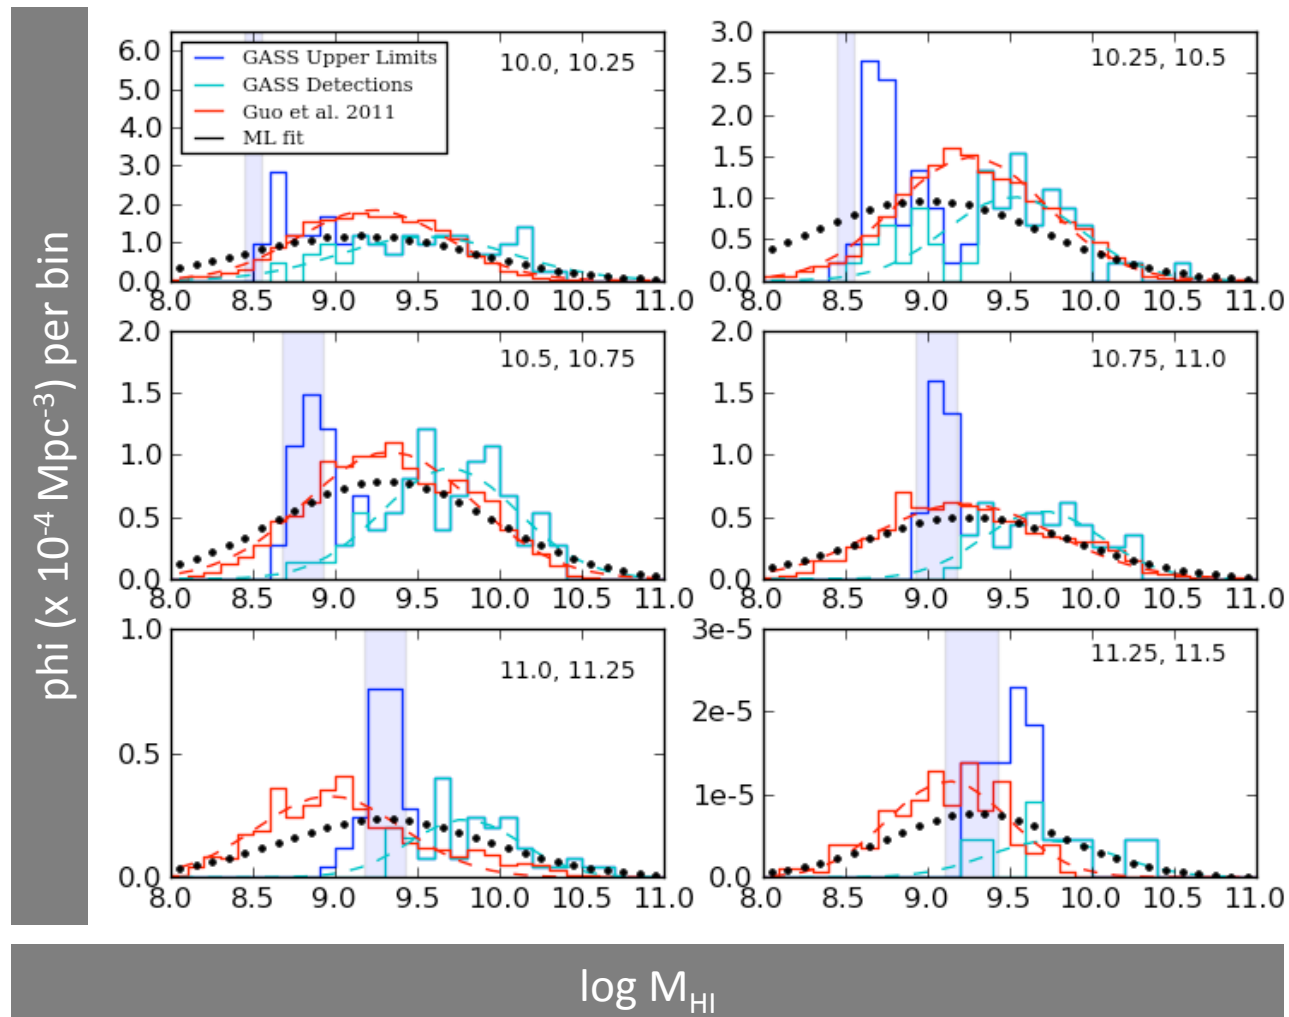 phi (x 10-4 Mpc-3) per bin
6.0
5.0
4.0
3.0
2.0
1.0
0.0
GASS Upper Limits
GASS Detections
Guo et al. 2011
ML fit
10.0, 10.25
8.0 8.5 9.0 9.5 10.0 10.5 11.0
3.0
2.5
2.0
1.5
1.0
0.5
0.0
10.25, 10.5
8.0 8.5 9.0 9.5 10.0 10.5 11.0
2.0
1.5
1.0
0.5
0.0
10.5, 10.75
8.0 8.5 9.0 9.5 10.0 10.5 11.0
2.0
1.5
1.0
0.5
0.0
10.75, 11.0
8.0 8.5 9.0 9.5 10.0 10.5 11.0
1.0
0.5
0.0
11.0, 11.25
8.0 8.5 9.0 9.5 10.0 10.5 11.0
3e-5
2e-5
1e-5
0.0
11.25, 11.5
8.0 8.5 9.0 9.5 10.0 10.5 11.0
log MHI